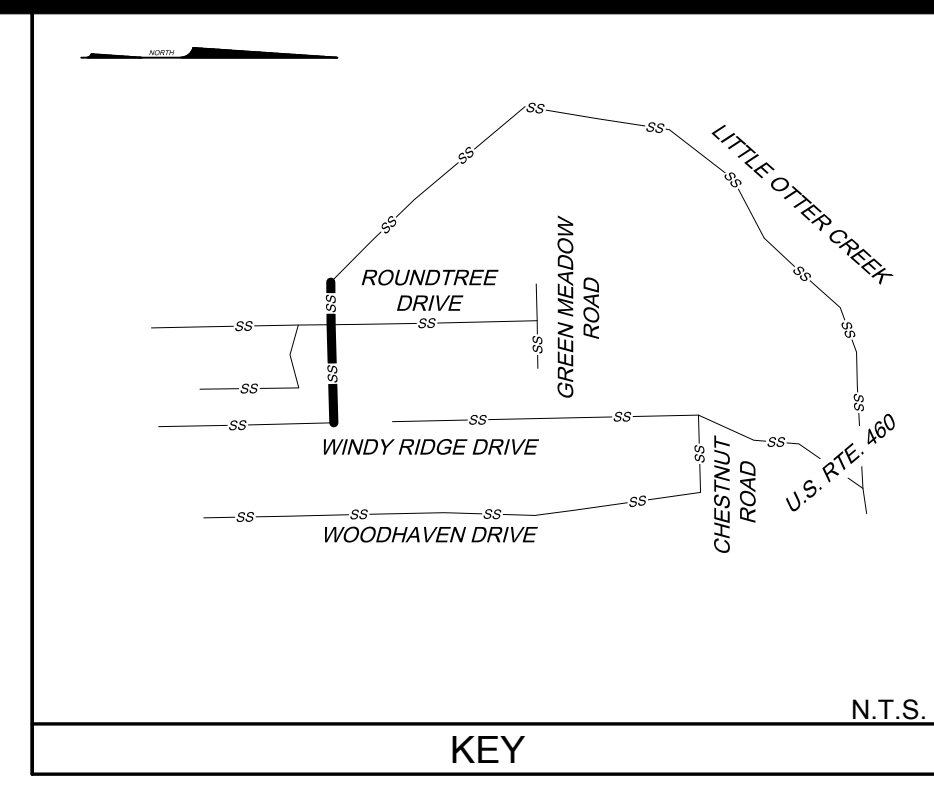 NORTH
SS
SS
SS
SS
LITTLE OTTER CREEK
SS
SS
SS
SS
SS
ROUNDTREE
DRIVE
SS
SS
SS
GREEN MEADOW
ROAD
SS
SS
SS
SS
SS
WINDY RIDGE DRIVE
SS
SS
CHESTNUT
ROAD
U.S. RTE. 460
SS
SS
SS
SS
WOODHAVEN DRIVE
N.T.S.
KEY